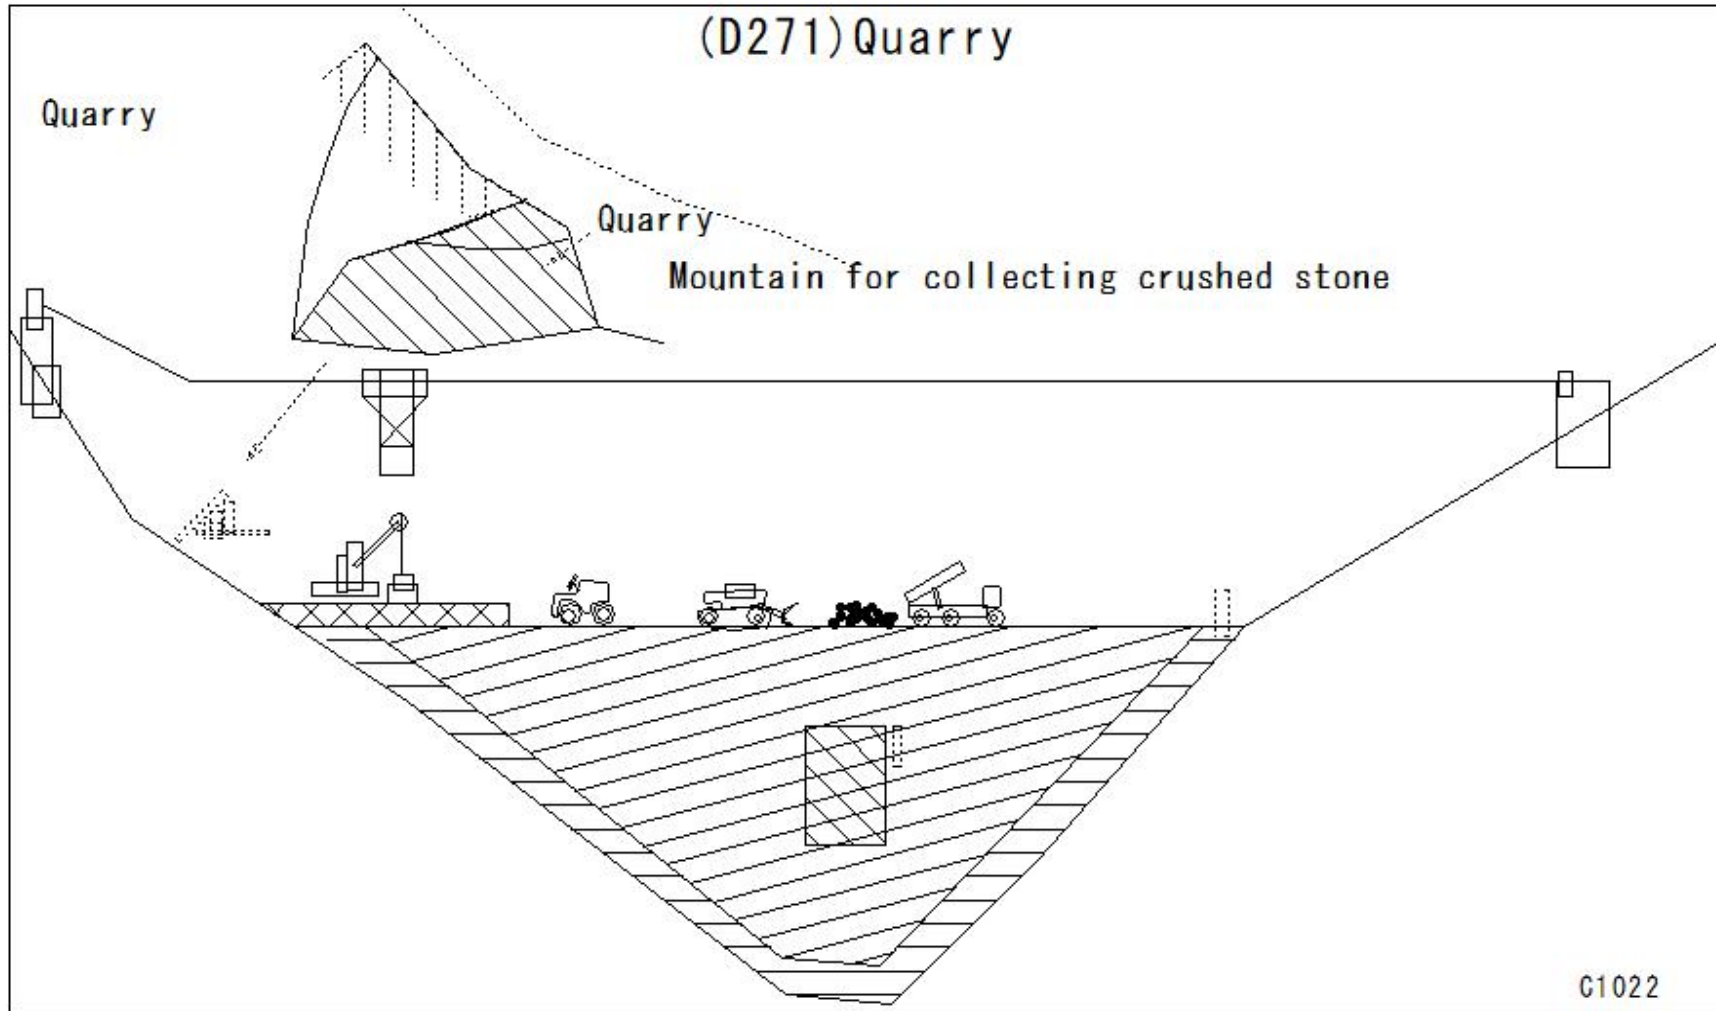 (D271)Quarry
Quarry
Quarry
Mountain for collecting crushed stone
C1022